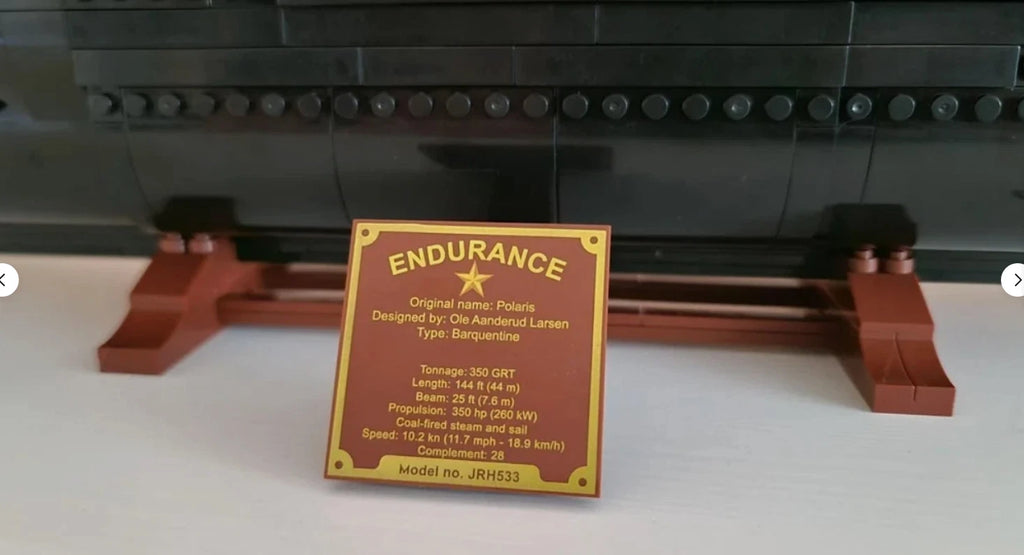 ENDURANCE
Original name: Polaris
Designed by: Ole Aanderud Larsen
Type: Barquentine
Tonnage: 350 GRT
Length: 144 ft (44 m)
Beam: 25 ft (7.6 m)
Propulsion: 350 hp (260 kW)
Coal-fired steam and sail
Speed: 10.2 kn (11.7 mph - 18.9 km/h)
Complement: 28
Model no. JRH533